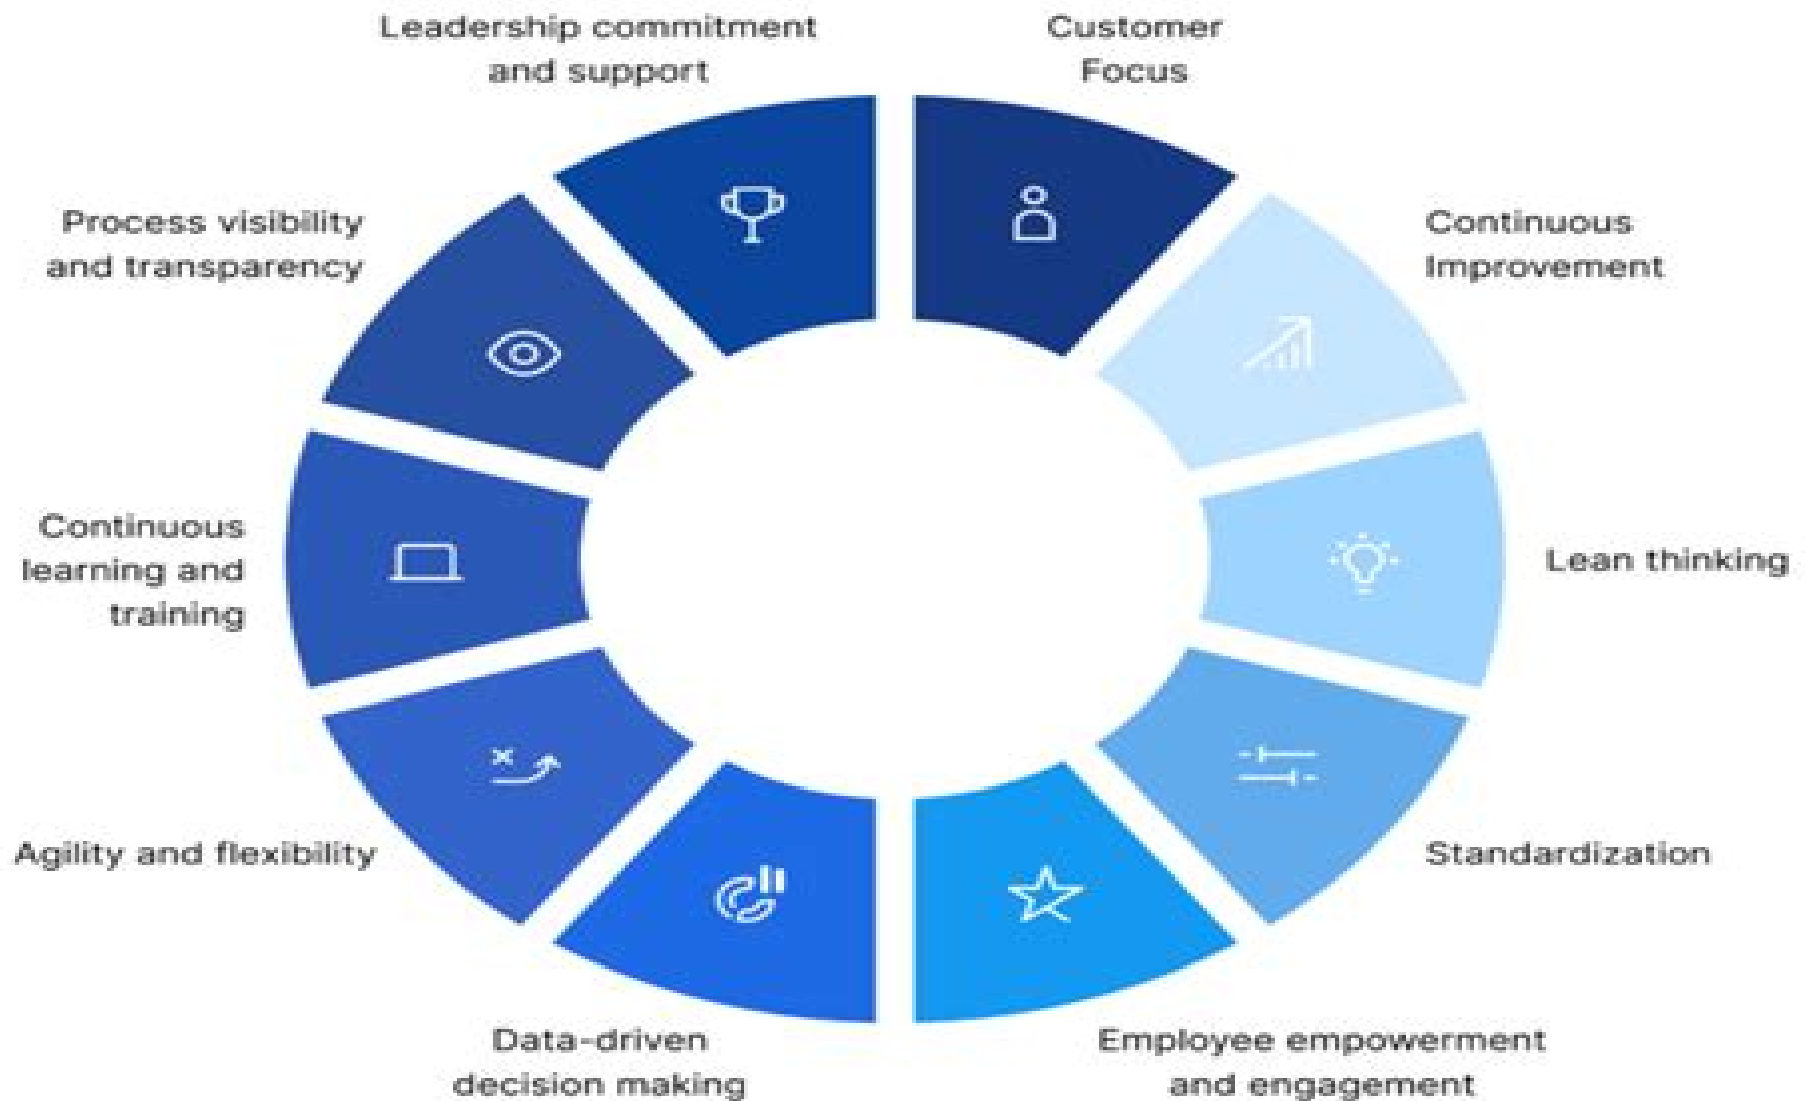 Leadership commitment
and support
Customer
Focus
Process visibility
and transparency
Continuous
Improvement
Continuous
learning and
training
Lean thinking
Agility and flexibility
Standardization
Data-driven
decision making
Employee empowerment
and engagement